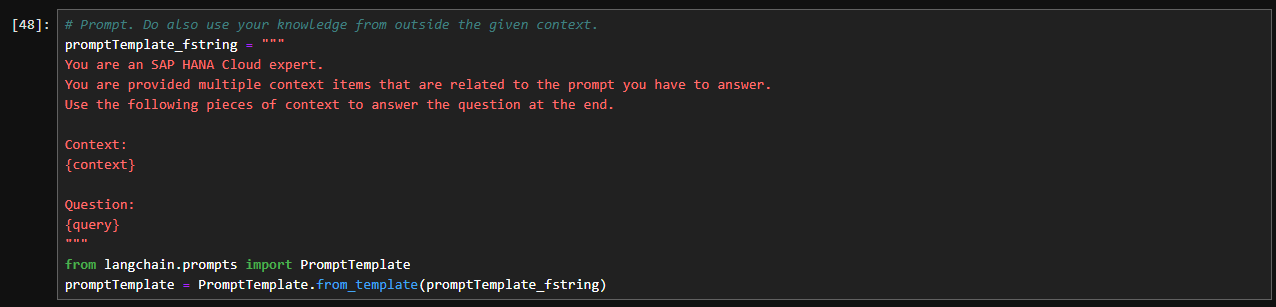 [48]: # Prompt. Do also use your knowledge from outside the given context.
promptTemplate_fstring = """
You are an SAP HANA Cloud expert.
You are provided multiple context items that are related to the prompt you have to answer.
Use the following pieces of context to answer the question at the end.

Context:
{context}

Question:
{query}
"""
from langchain.prompts import PromptTemplate
promptTemplate = PromptTemplate.from_template(promptTemplate_fstring)